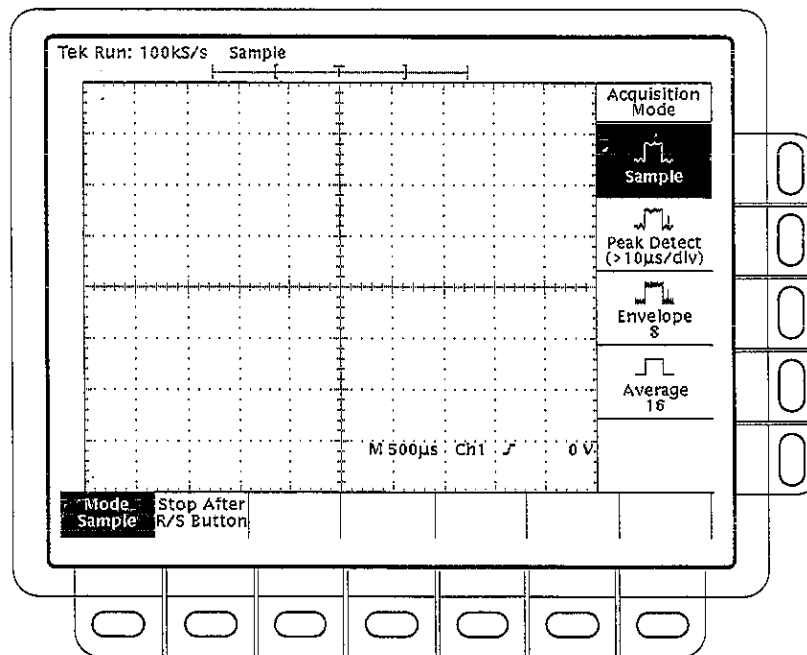 Tek Run: 100kS/s Sample
Acquisition
Mode
Sample
Peak Detect
(>10µs/div)
Envelope
8
Average
16
M 500µs Ch1 0 V
Mode Stop After
Sample R/S Button